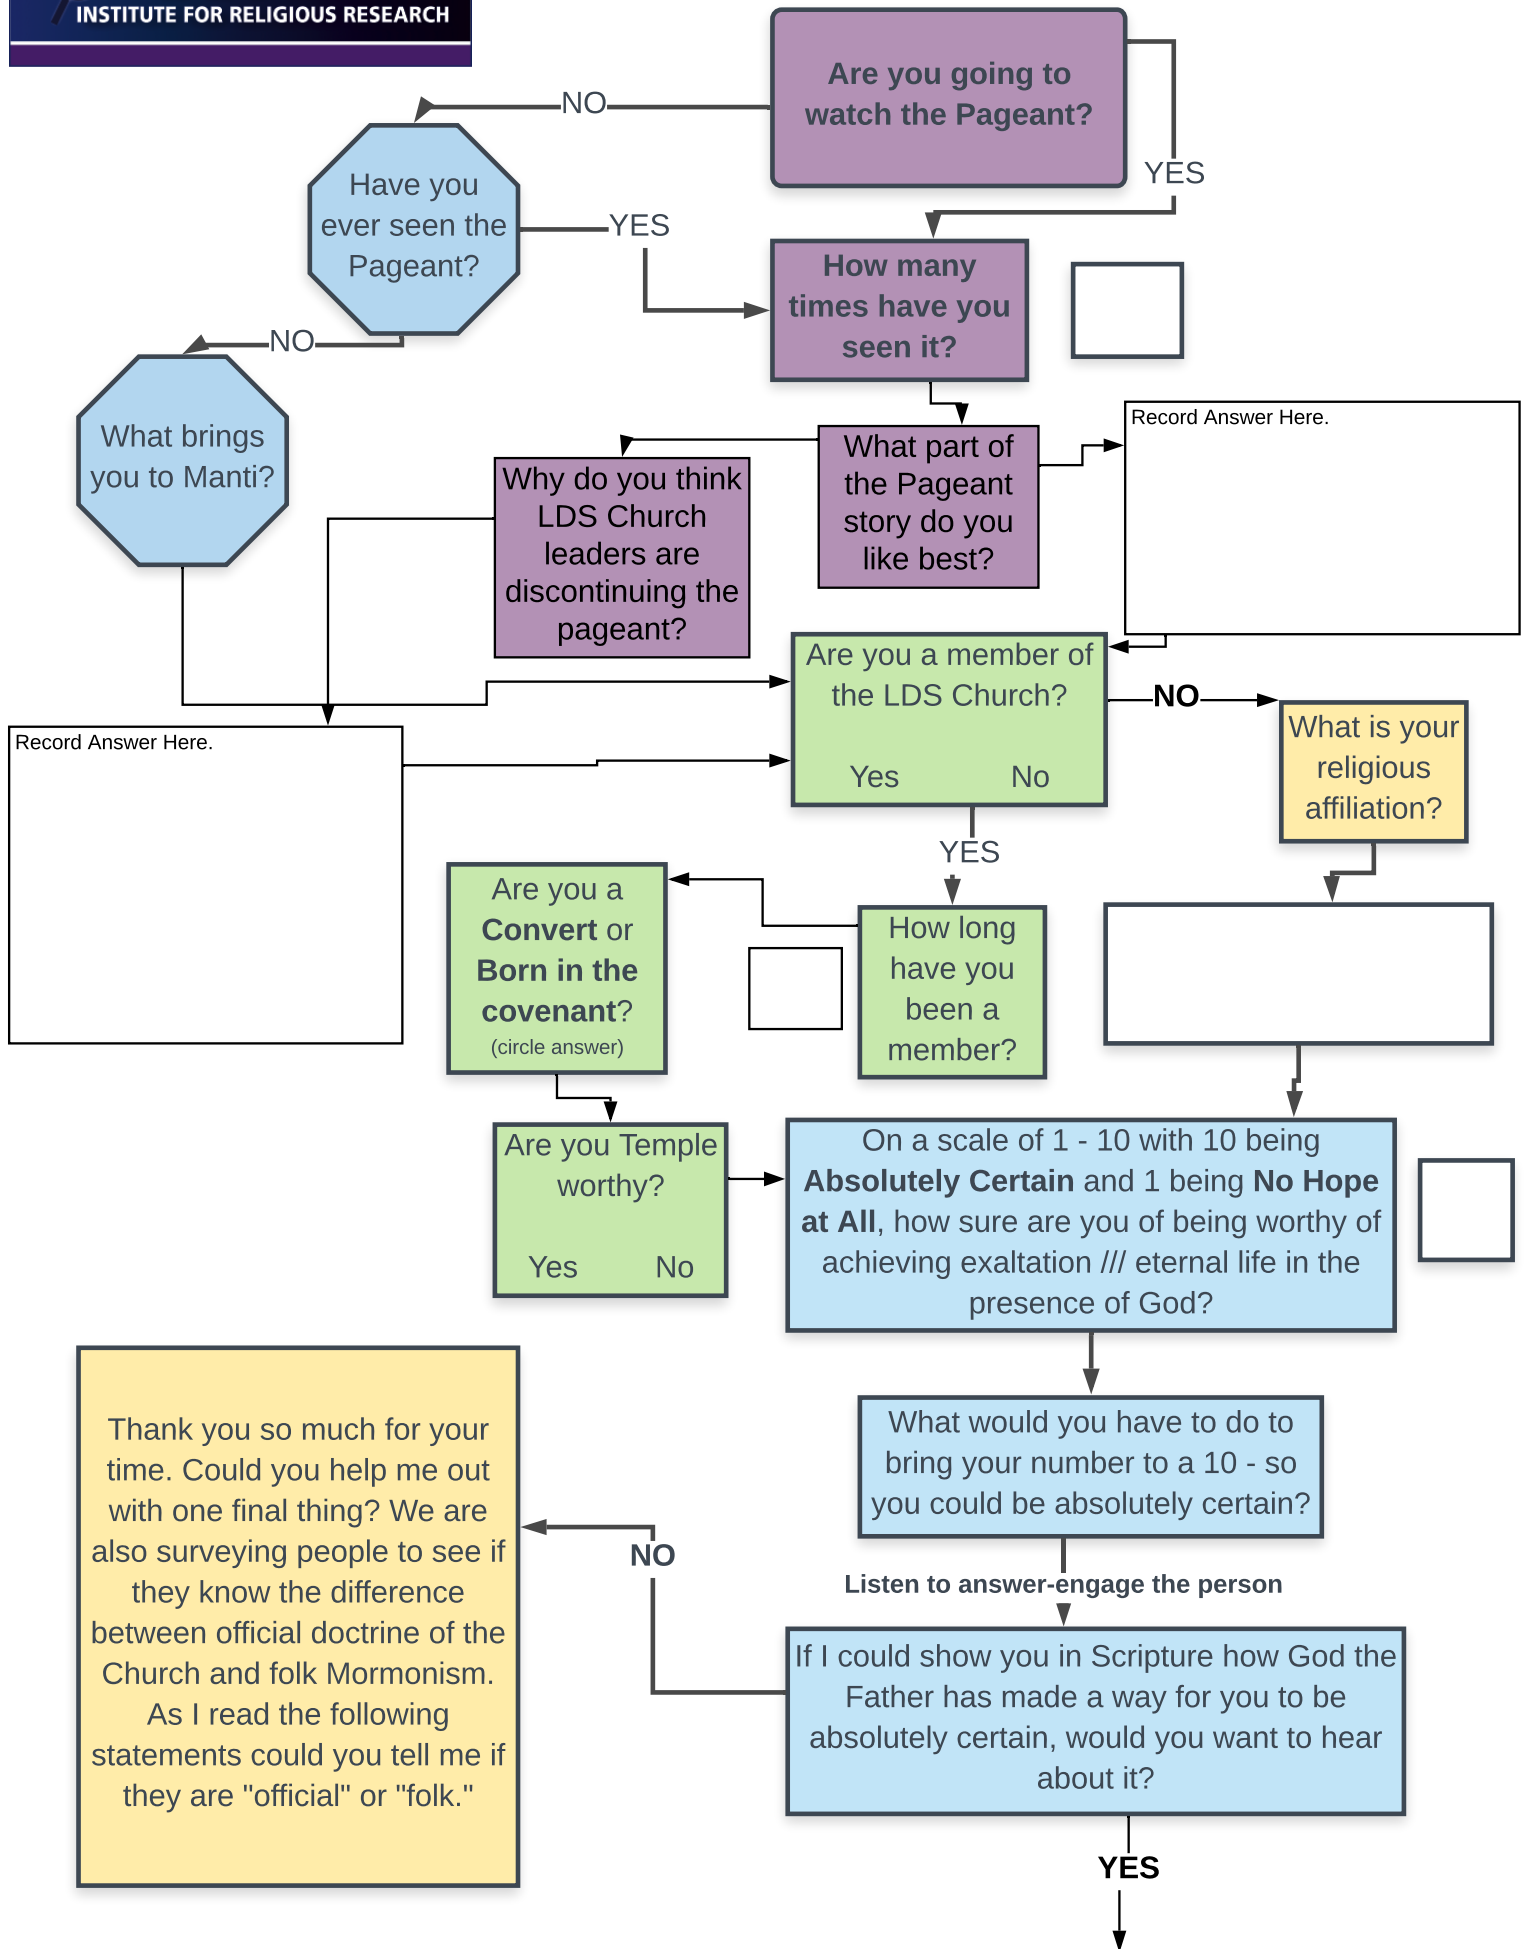 INSTITUTE FOR RELIGIOUS RESEARCH
Are you going to
watch the Pageant?
NO
YES
Have you
ever seen the
Pageant?
YES
How many
times have you
seen it?
NO
What brings
you to Manti?
Record Answer Here.
What part of
the Pageant
story do you
like best?
Why do you think
LDS Church
leaders are
discontinuing the
pageant?
Are you a member of
the LDS Church?
Yes No
NO
What is your
religious
affiliation?
Record Answer Here.
YES
Are you a
Convert or
Born in the
covenant?
(circle answer)
How long
have you
been a
member?
Are you Temple
worthy?
Yes No
On a scale of 1 - 10 with 10 being
Absolutely Certain and 1 being No Hope
at All, how sure are you of being worthy of
achieving exaltation /// eternal life in the
presence of God?
What would you have to do to
bring your number to a 10 - so
you could be absolutely certain?
Listen to answer-engage the person
If I could show you in Scripture how God the
Father has made a way for you to be
absolutely certain, would you want to hear
about it?
NO
Thank you so much for your
time. Could you help me out
with one final thing? We are
also surveying people to see if
they know the difference
between official doctrine of the
Church and folk Mormonism.
As I read the following
statements could you tell me if
they are "official" or "folk."
YES